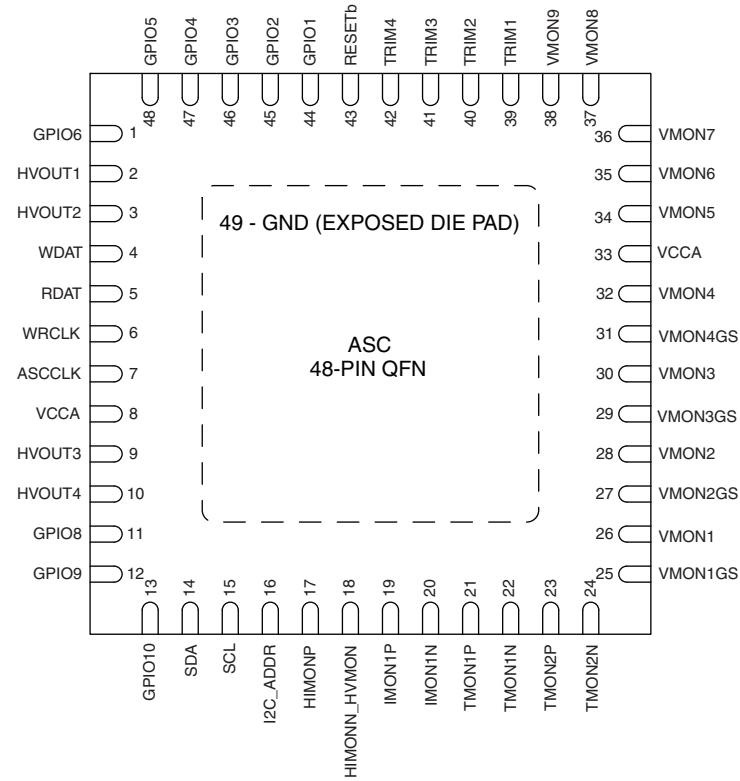 GPIO5
GPIO4
GPIO3
GPIO2
GPIO1
RESETb
TRIM4
TRIM3
TRIM2
TRIM1
VMON9
VMON8
48
47
46
45
44
43
42
41
40
39
38
37
GPIO6 1
HVOUT1 2
HVOUT2 3
WDAT 4
RDAT 5
WRCLK 6
ASCCLK 7
VCCA 8
HVOUT3 9
HVOUT4 10
GPIO8 11
GPIO9 12
49 - GND (EXPOSED DIE PAD)
ASC
48-PIN QFN
36 VMON7
35 VMON6
34 VMON5
33 VCCA
32 VMON4
31 VMON4GS
30 VMON3
29 VMON3GS
28 VMON2
27 VMON2GS
26 VMON1
25 VMON1GS
13
14
15
16
17
18
19
20
21
22
23
24
GPIO10
SDA
SCL
I2C_ADDR
HIMONP
HIMONN_HVMON
IMON1P
IMON1N
TMON1P
TMON1N
TMON2P
TMON2N